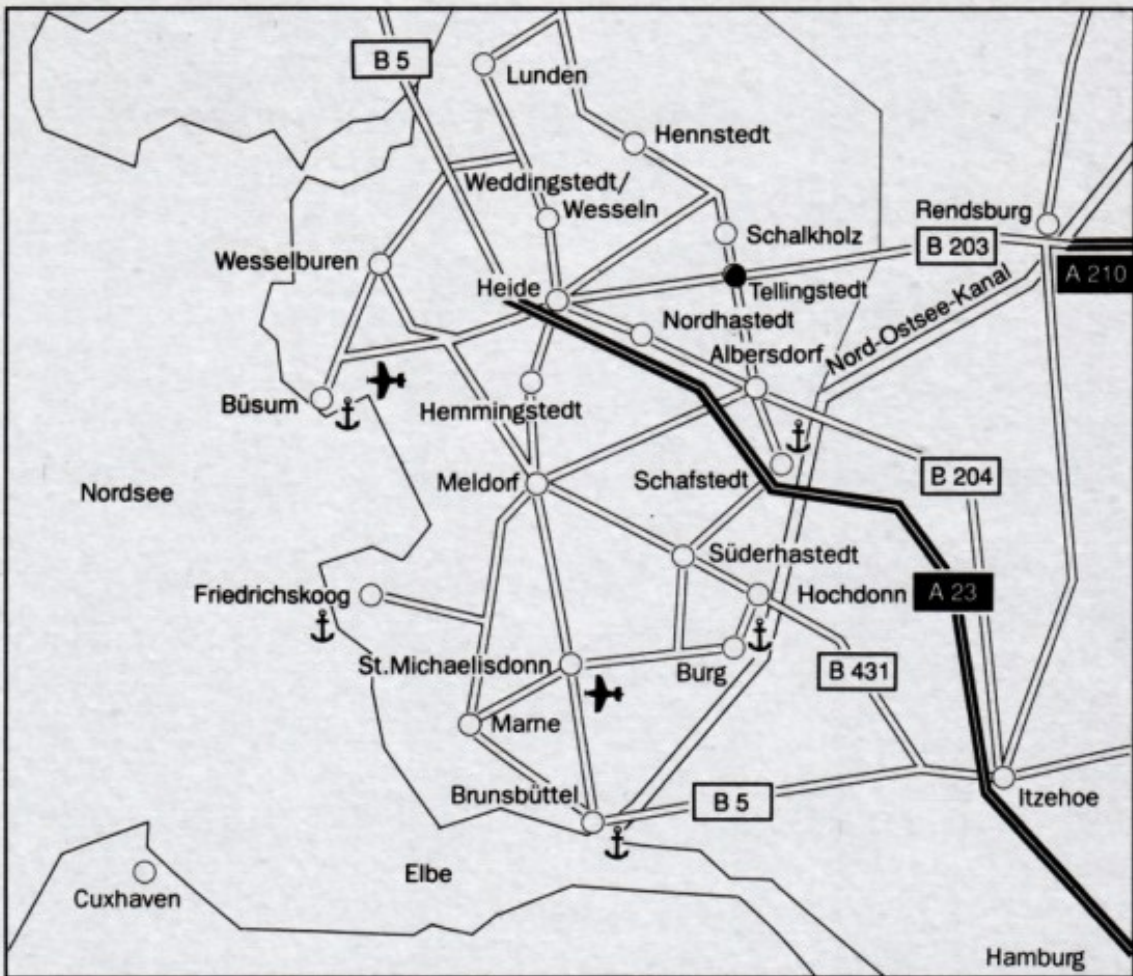 B 5
Lunden
Hennstedt
Weddingstedt/
Wesseln
Rendsburg
Schalkholz
B 203
Wesselburen
A 210
Heide
Tellingstedt
Nord-Ostsee-Kanal
Nordhastedt
Albersdorf
Büsum
Hemmingstedt
Nordsee
Meldorf
Schafstedt
B 204
Süderhastedt
Friedrichskoog
Hochdonn
A 23
St.Michaelisdonn
Burg
B 431
Marne
Brunsbüttel
B 5
Itzehoe
Elbe
Cuxhaven
Hamburg